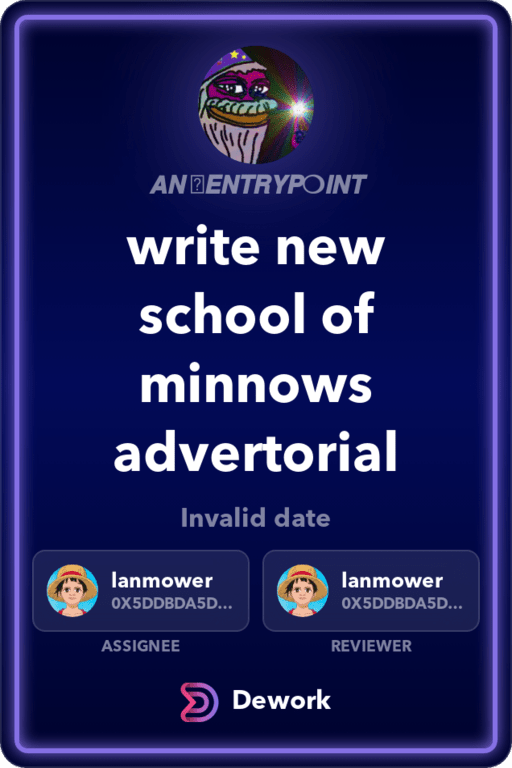 AN ENTRYPOINT
write new
school of
minnows
advertorial
Invalid date
lanmower
0X5DDBDA5D...
ASSIGNEE
lanmower
0X5DDBDA5D...
REVIEWER
Dework